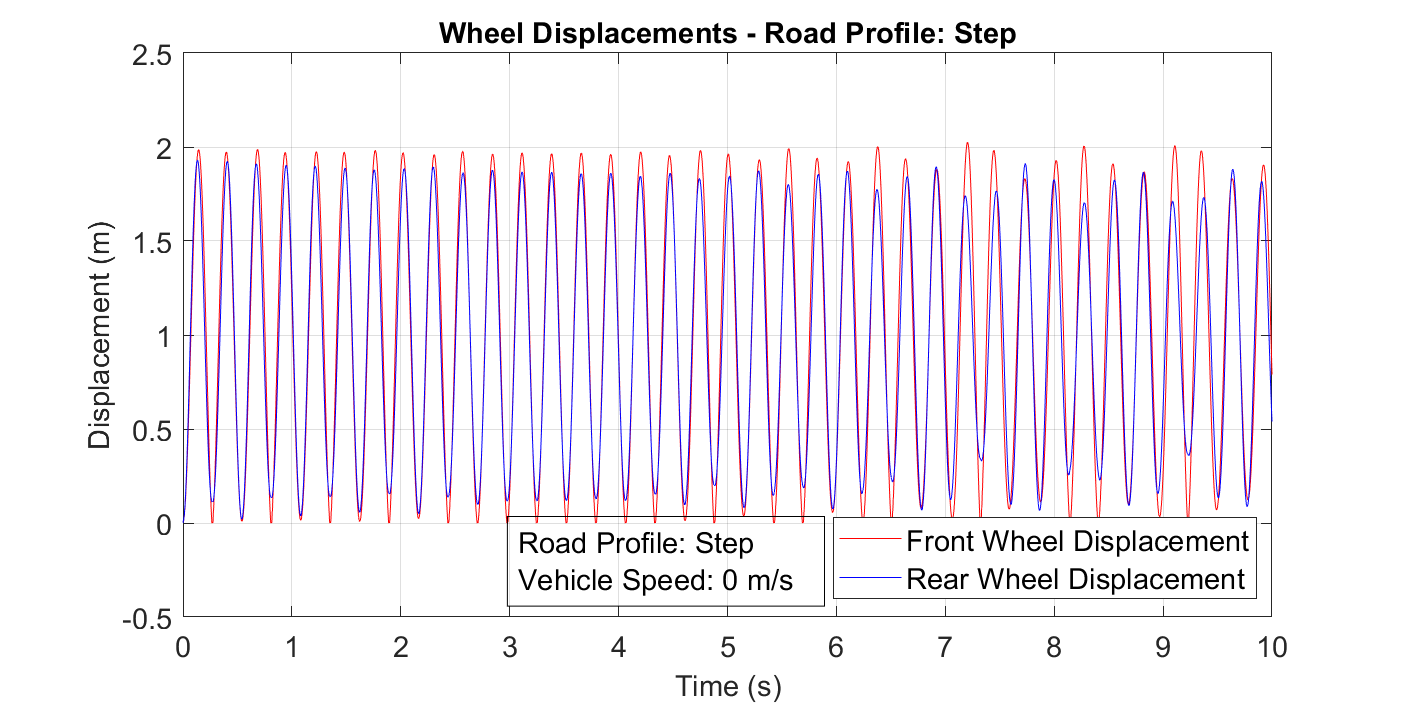 Wheel Displacements - Road Profile: Step
2.5
2
1.5
1
0.5
0
-0.5
Displacement (m)
Road Profile: Step
Vehicle Speed: 0 m/s
Front Wheel Displacement
Rear Wheel Displacement
0 1 2 3 4 5 6 7 8 9 10
Time (s)